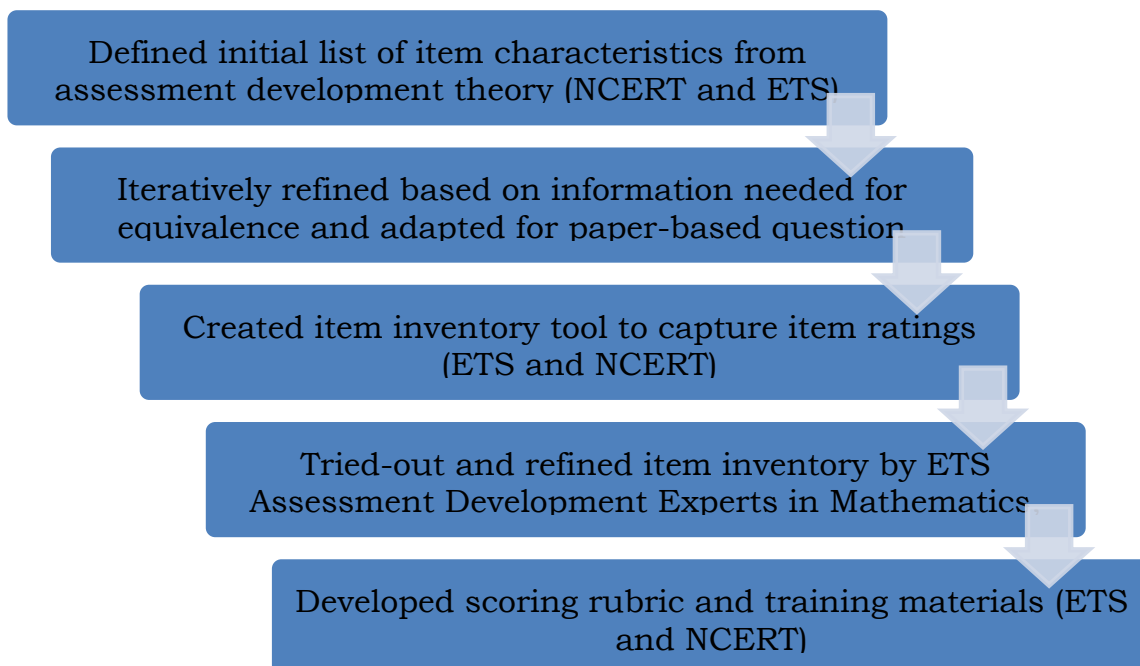 Defined initial list of item characteristics from
assessment development theory (NCERT and ETS)
Iteratively refined based on information needed for
equivalence and adapted for paper-based question
Created item inventory tool to capture item ratings
(ETS and NCERT)
Tried-out and refined item inventory by ETS
Assessment Development Experts in Mathematics,
Developed scoring rubric and training materials (ETS
and NCERT)